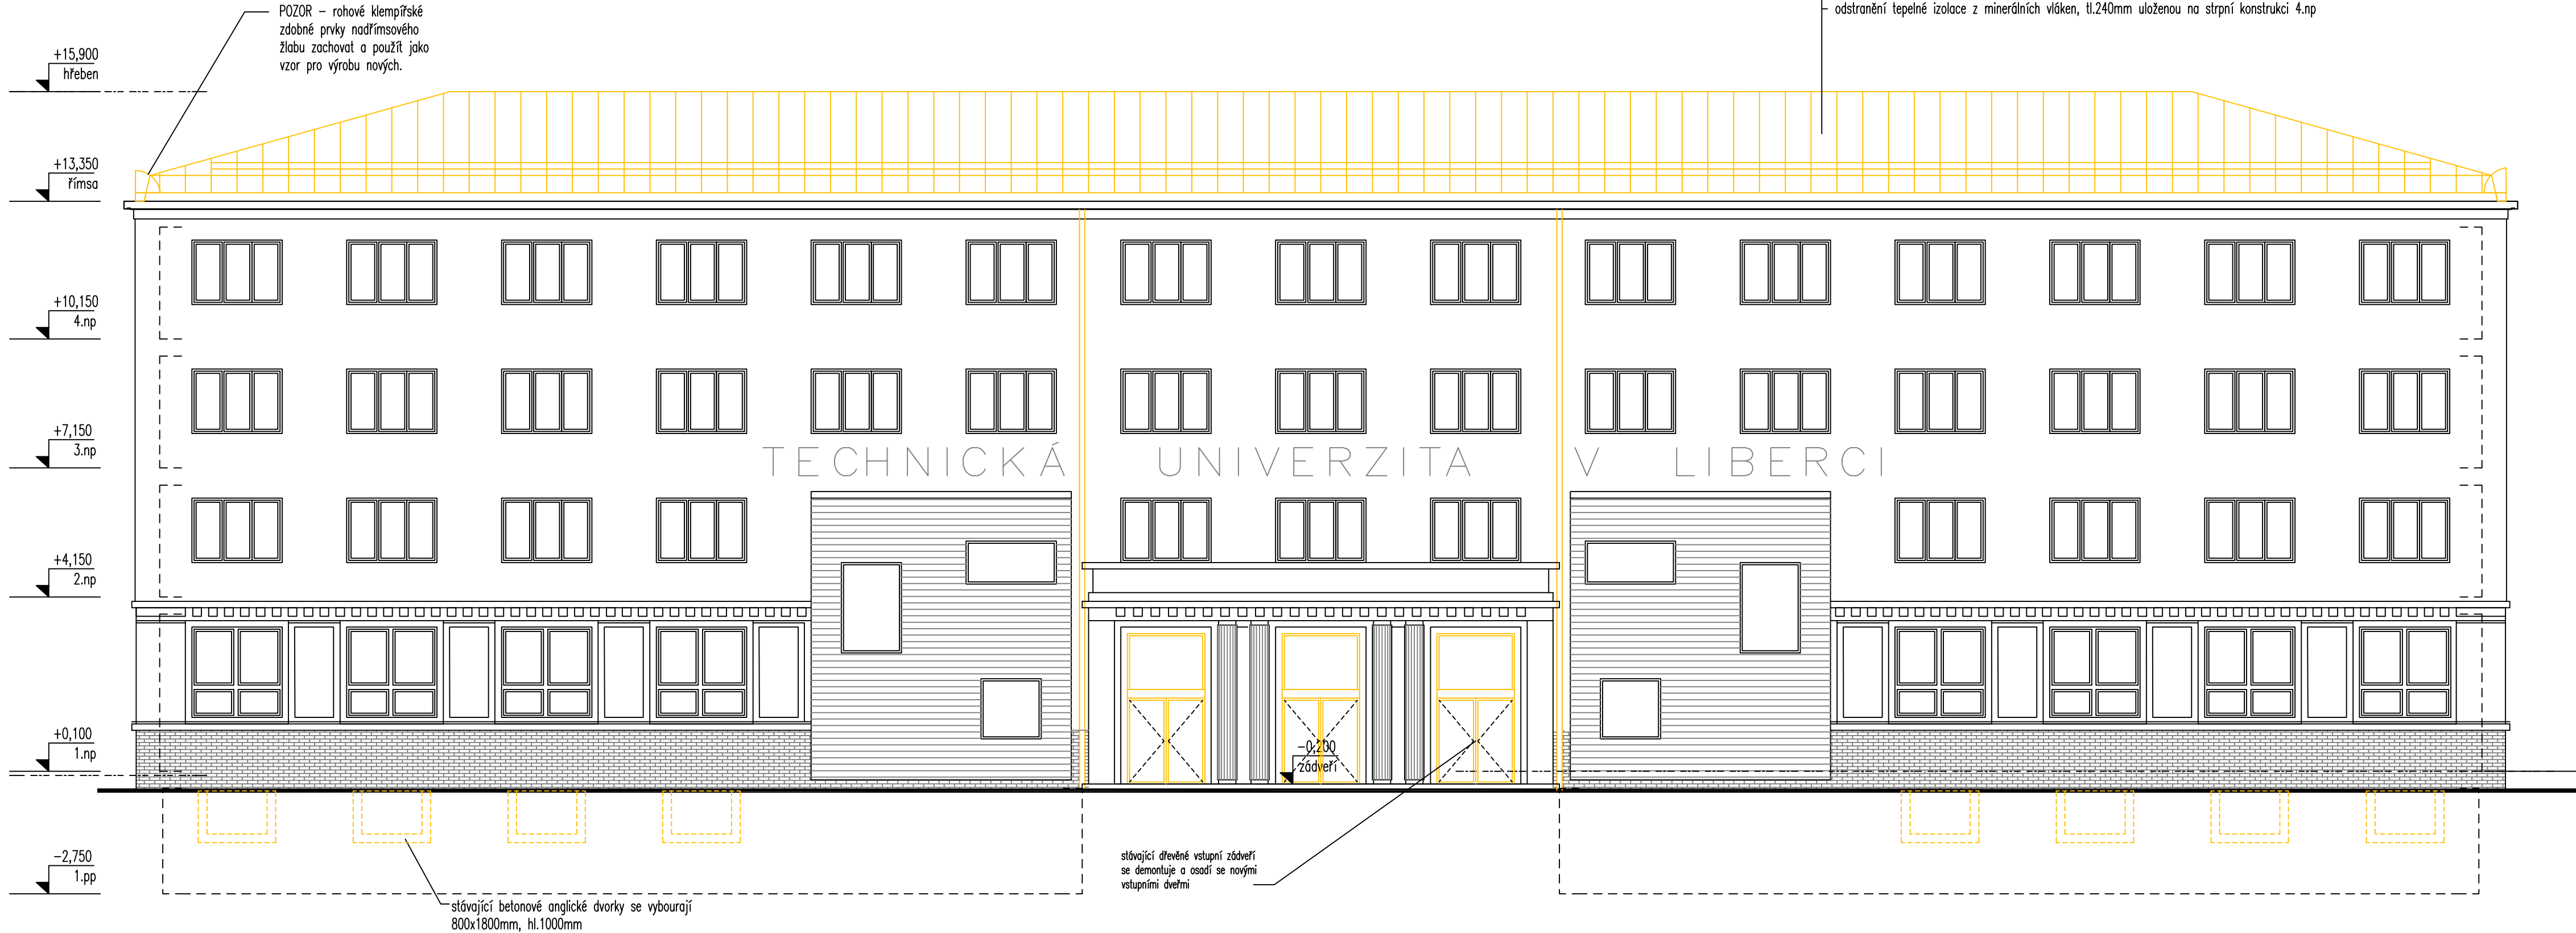 POZOR – rohové klempířské
zdobné prvky nadřímsového
žlabu zachovat a použít jako
vzor pro výrobu nových.
odstranění tepelné izolace z minerálních vláken, tl.240mm uloženou na strpní konstrukci 4.np
+15,900
hřeben
+13,350
římsa
+10,150
4.np
+7,150
3.np
TECHNICKÁ UNIVERZITA V LIBERCI
+4,150
2.np
+0,100
1.np
–0,200
zádveří
–2,750
1.pp
stávající dřevěné vstupní zádveří
se demontuje a osadí se novými
vstupními dveřmi
stávající betonové anglické dvorky se vybourají
800x1800mm, hl.1000mm